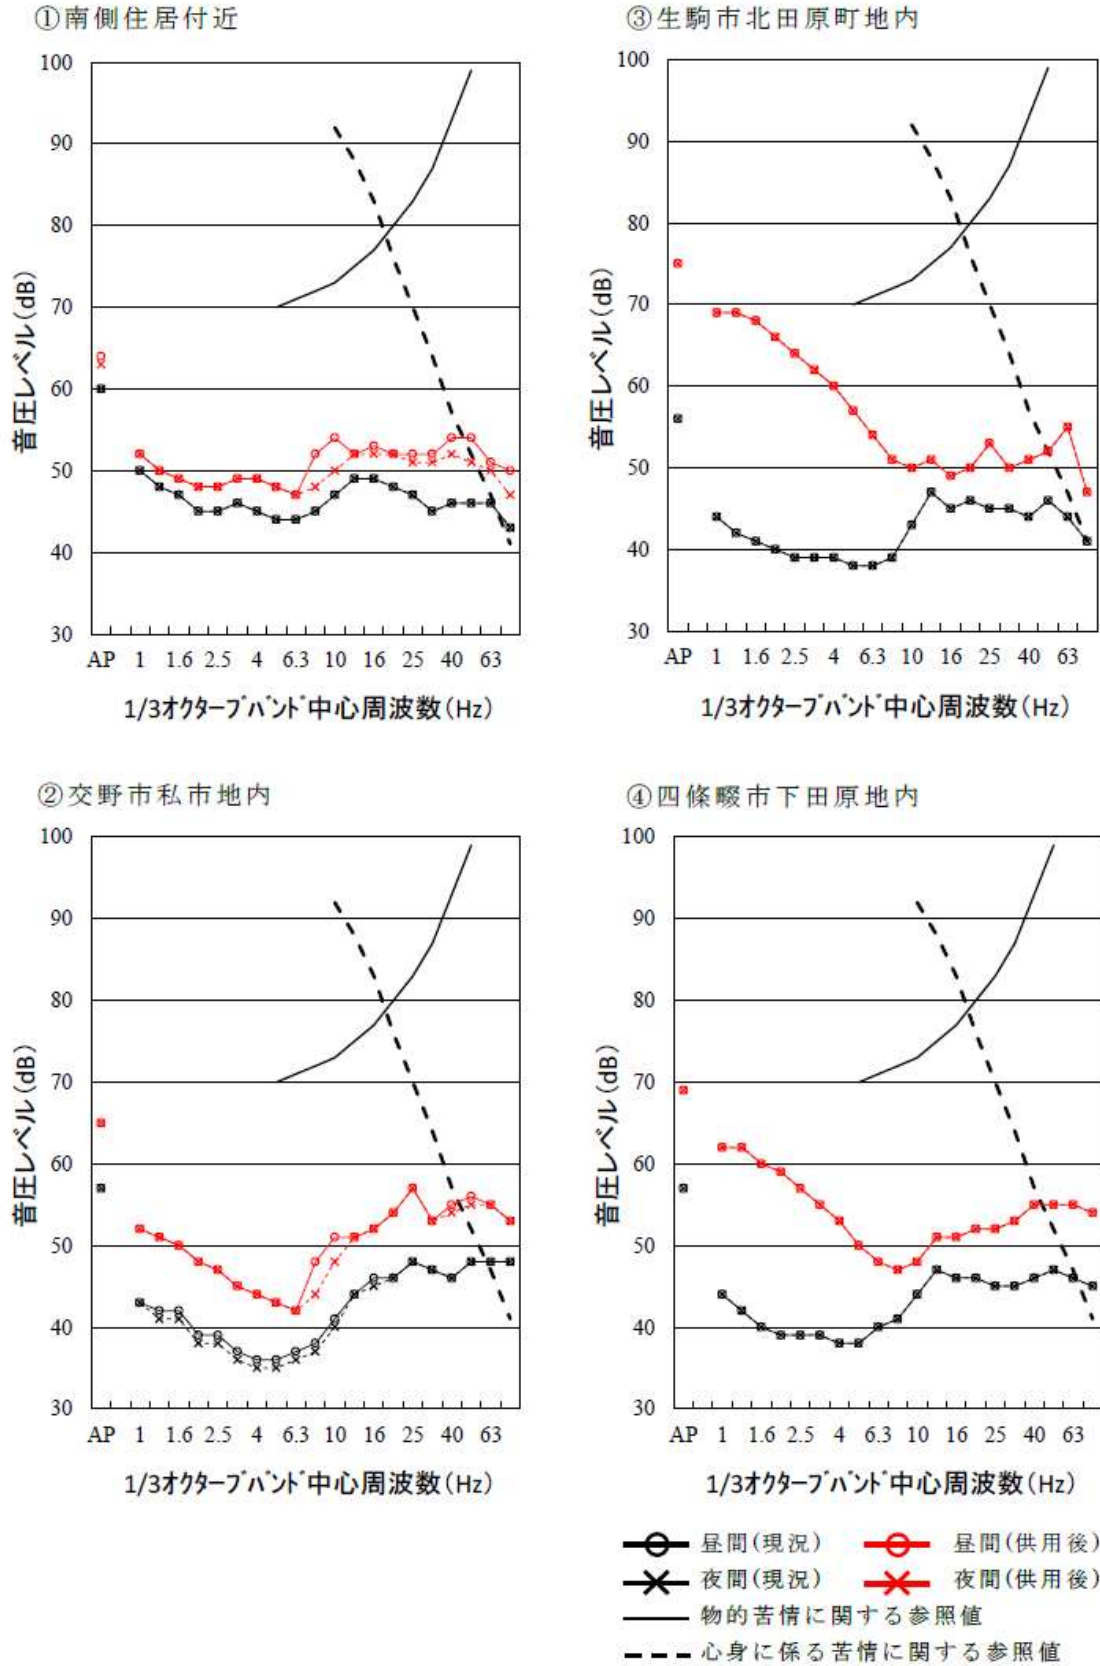 ①南側住居付近
100
90
80
70
60
50
40
30
音圧レベル(dB)
AP 1 1.6 2.5 4 6.3 10 16 25 40 63
1/3オクターブバンド中心周波数(Hz)
③生駒市北田原町地内
100
90
80
70
60
50
40
30
音圧レベル(dB)
AP 1 1.6 2.5 4 6.3 10 16 25 40 63
1/3オクターブバンド中心周波数(Hz)
②交野市私市地内
100
90
80
70
60
50
40
30
音圧レベル(dB)
AP 1 1.6 2.5 4 6.3 10 16 25 40 63
1/3オクターブバンド中心周波数(Hz)
④四條畷市下田原地内
100
90
80
70
60
50
40
30
音圧レベル(dB)
AP 1 1.6 2.5 4 6.3 10 16 25 40 63
1/3オクターブバンド中心周波数(Hz)
昼間(現況) 昼間(供用後)
夜間(現況) 夜間(供用後)
物的苦情に関する参照値
心身に係る苦情に関する参照値